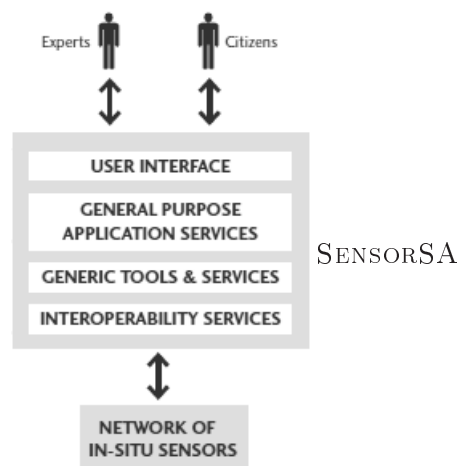 Experts
Citizens
USER INTERFACE
GENERAL PURPOSE
APPLICATION SERVICES
SENSORSA
GENERIC TOOLS & SERVICES
INTEROPERABILITY SERVICES
NETWORK OF
IN-SITU SENSORS